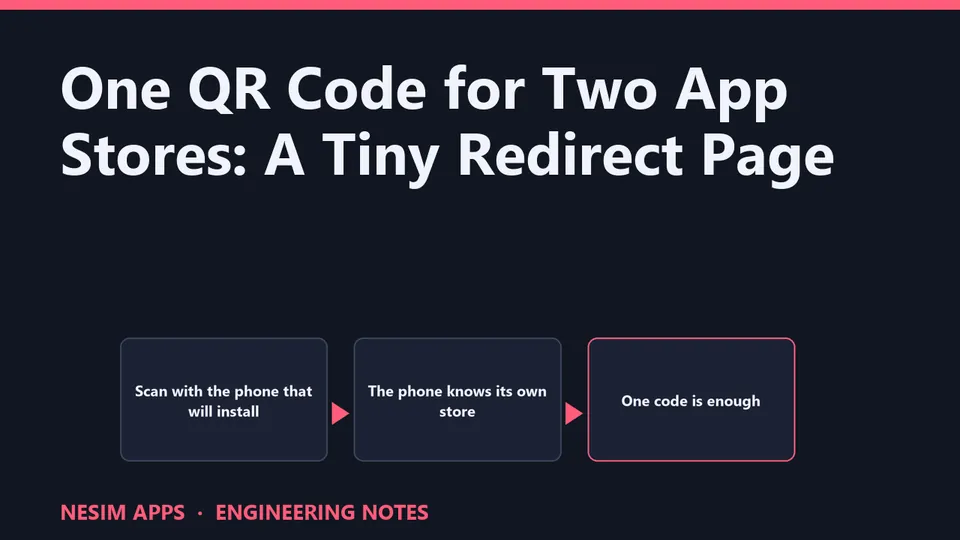 One QR Code for Two App
Stores: A Tiny Redirect Page
Scan with the phone that
will install
The phone knows its own
store
One code is enough
NESIM APPS · ENGINEERING NOTES